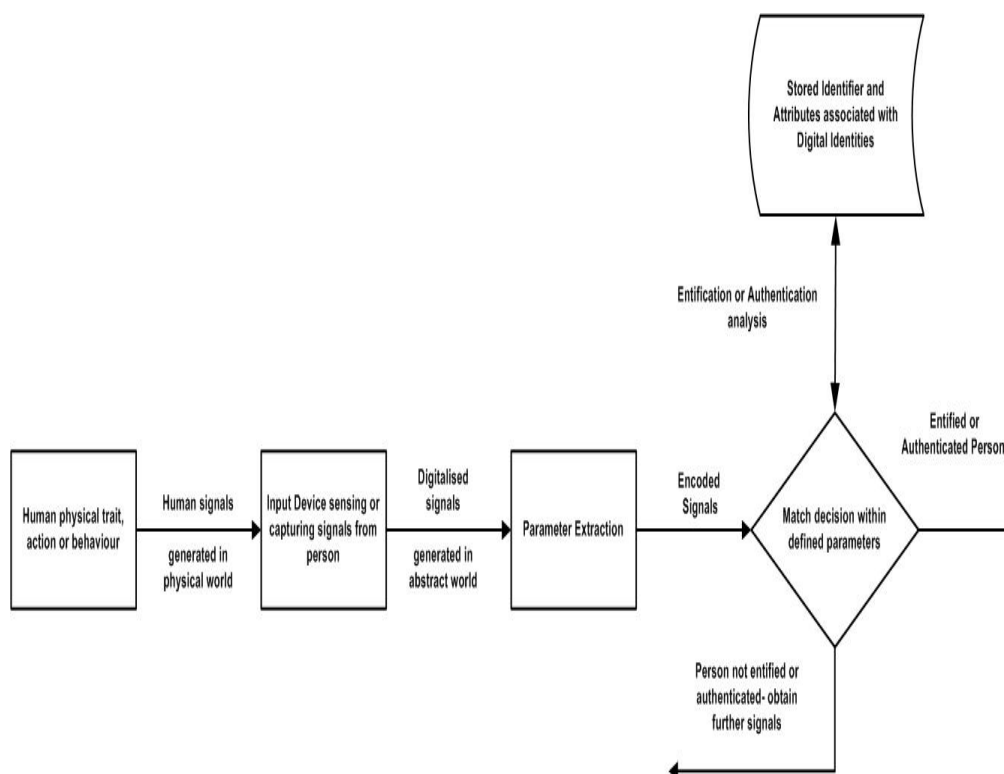 Stored Identifier and
Attributes associated with
Digital Identities
Entification or Authentication
analysis
Entified or
Authenticated Person
Human physical trait,
action or behaviour
Human signals
generated in
physical world
Input Device sensing or
capturing signals from
person
Digitalised
signals
generated in
abstract world
Parameter Extraction
Encoded
Signals
Match decision within
defined parameters
Person not entified or
authenticated- obtain
further signals